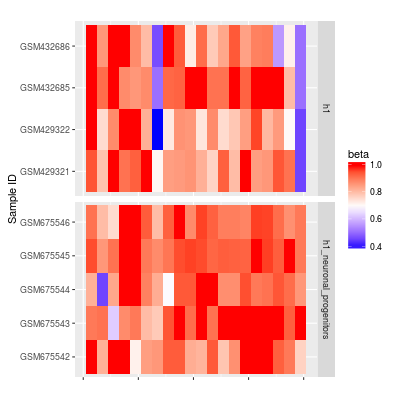 Sample ID
GSM432686
GSM432685
GSM429322
GSM429321
h1
GSM675546
GSM675545
GSM675544
GSM675543
GSM675542
h1_neuronal_progenitors
beta
1.0
0.8
0.6
0.4